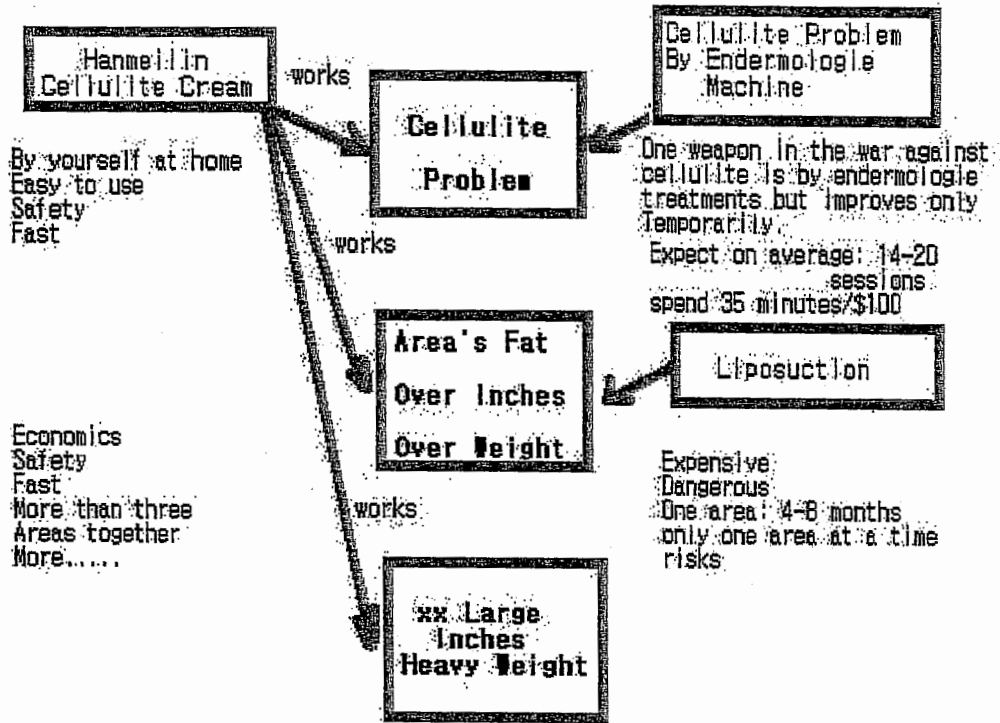 Hanmeilin
Cellulite Cream
By yourself at home
Easy to use
Safety
Fast
Economics
Safety
Fast
More than three
Areas together
More.....
works
works
works
Cellulite
Problem
Area's Fat
Over Inches
Over Weight
xx Large
Inches
Heavy Weight
Cellulite Problem
By Endermologie
Machine
One weapon in the war against
cellulite is by endermologie
treatments but improves only
Temporarily.
Expect on average: 14-20
sessions
spend 35 minutes/$100
Liposuction
Expensive
Dangerous
One area: 4-8 months
only one area at a time
risks